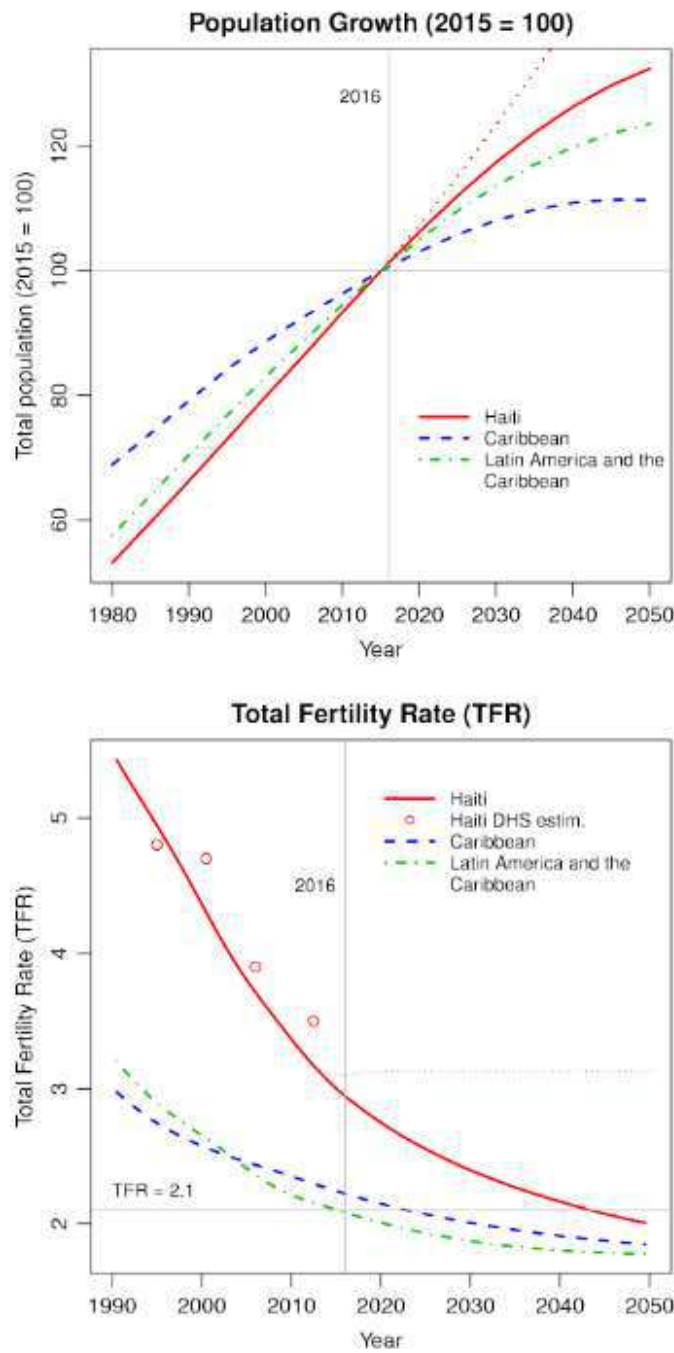 Population Growth (2015 = 100)
2016
Total population (2015 = 100)
120
100
80
60
Haiti
Caribbean
Latin America and the
Caribbean
1980 1990 2000 2010 2020 2030 2040 2050
Year
Total Fertility Rate (TFR)
Haiti
Haiti DHS estim.
Caribbean
Latin America and the
Caribbean
2016
Total Fertility Rate (TFR)
5
4
3
2
TFR = 2.1
1990 2000 2010 2020 2030 2040 2050
Year